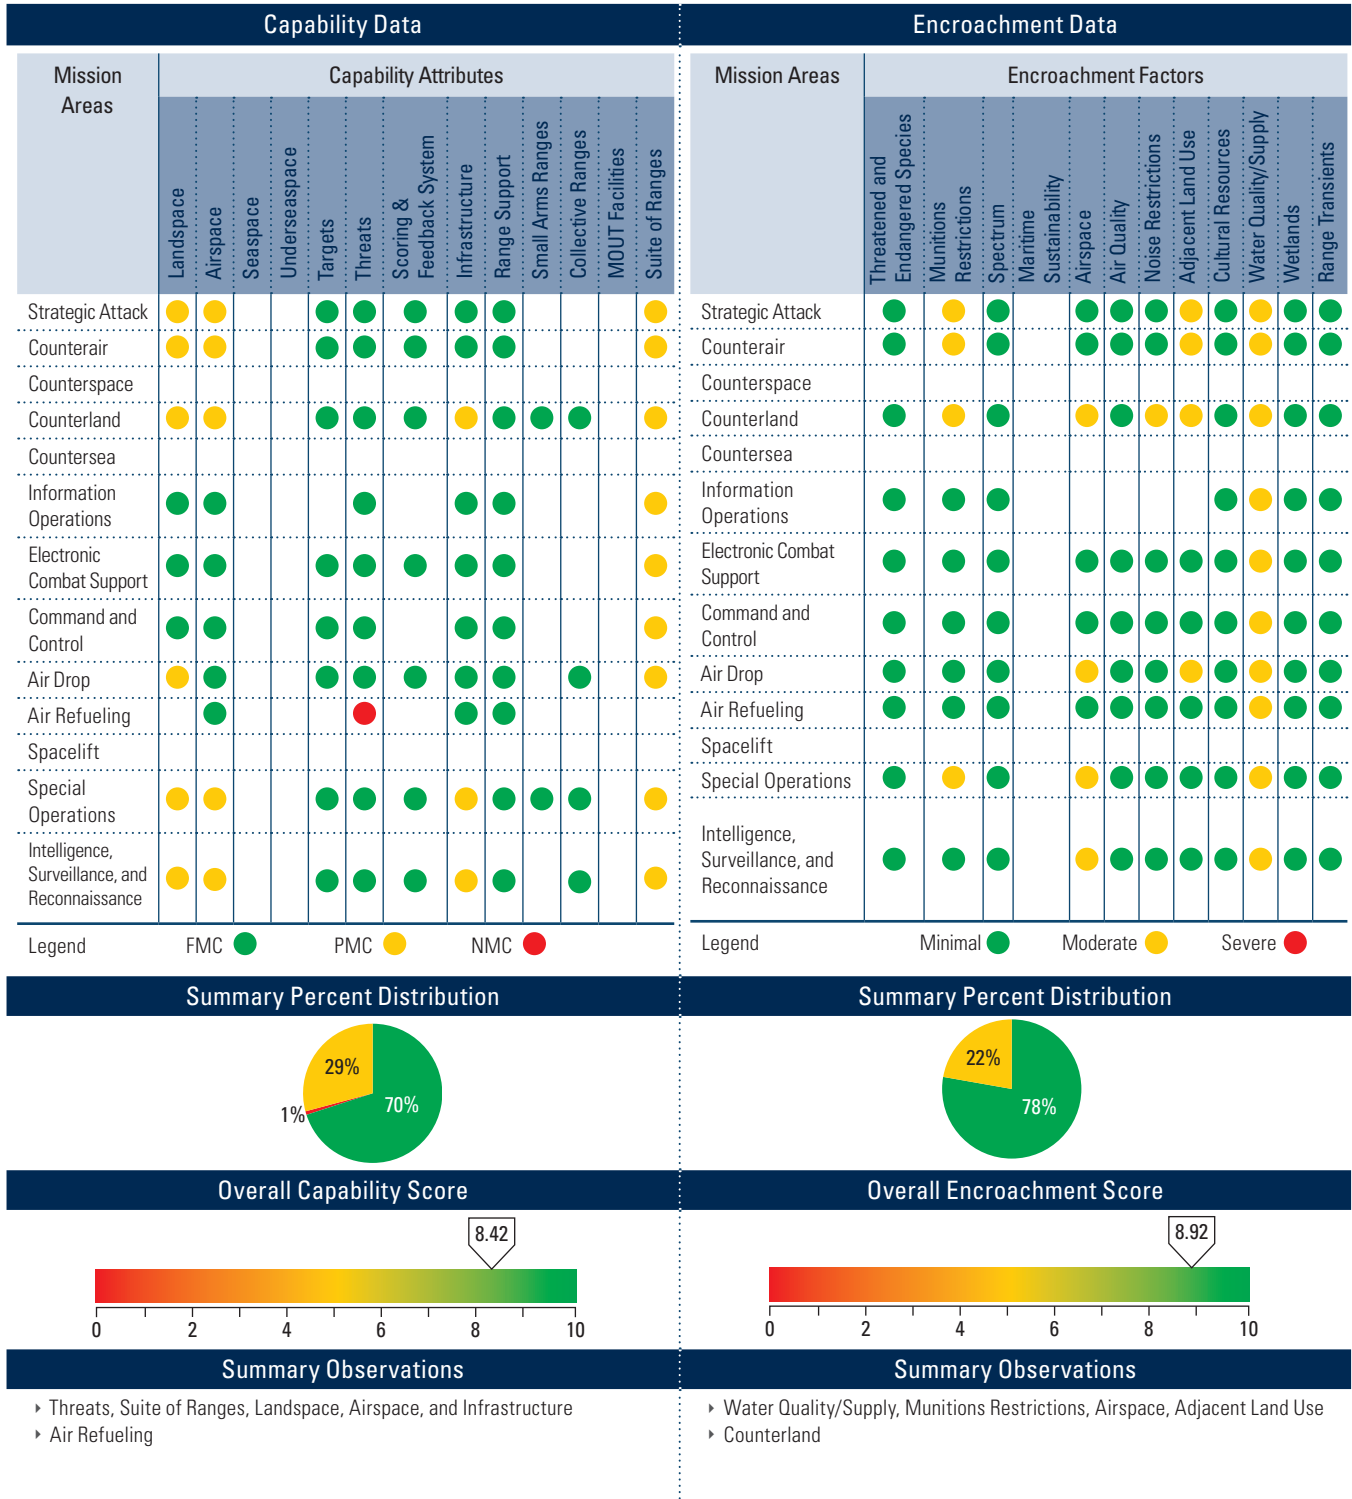 Capability Data
Mission
Areas
Capability Attributes
Landspace
Airspace
Seaspace
Underseaspace
Targets
Threats
Scoring &
Feedback System
Infrastructure
Range Support
Small Arms Ranges
Collective Ranges
MOUT Facilities
Suite of Ranges
Strategic Attack
Counterair
Counterspace
Counterland
Countersea
Information
Operations
Electronic
Combat Support
Command and
Control
Air Drop
Air Refueling
Spacelift
Special
Operations
Intelligence,
Surveillance, and
Reconnaissance
Legend
FMC
PMC
NMC
Summary Percent Distribution
29%
1%
70%
Overall Capability Score
8.42
0 2 4 6 8 10
Summary Observations
‣ Threats, Suite of Ranges, Landspace, Airspace, and Infrastructure
‣ Air Refueling
Encroachment Data
Mission Areas
Encroachment Factors
Threatened and
Endangered Species
Munitions
Restrictions
Spectrum
Maritime
Sustainability
Airspace
Air Quality
Noise Restrictions
Adjacent Land Use
Cultural Resources
Water Quality/Supply
Wetlands
Range Transients
Strategic Attack
Counterair
Counterspace
Counterland
Countersea
Information
Operations
Electronic Combat
Support
Command and
Control
Air Drop
Air Refueling
Spacelift
Special Operations
Intelligence,
Surveillance, and
Reconnaissance
Legend
Minimal
Moderate
Severe
Summary Percent Distribution
22%
78%
Overall Encroachment Score
8.92
0 2 4 6 8 10
Summary Observations
‣ Water Quality/Supply, Munitions Restrictions, Airspace, Adjacent Land Use
‣ Counterland